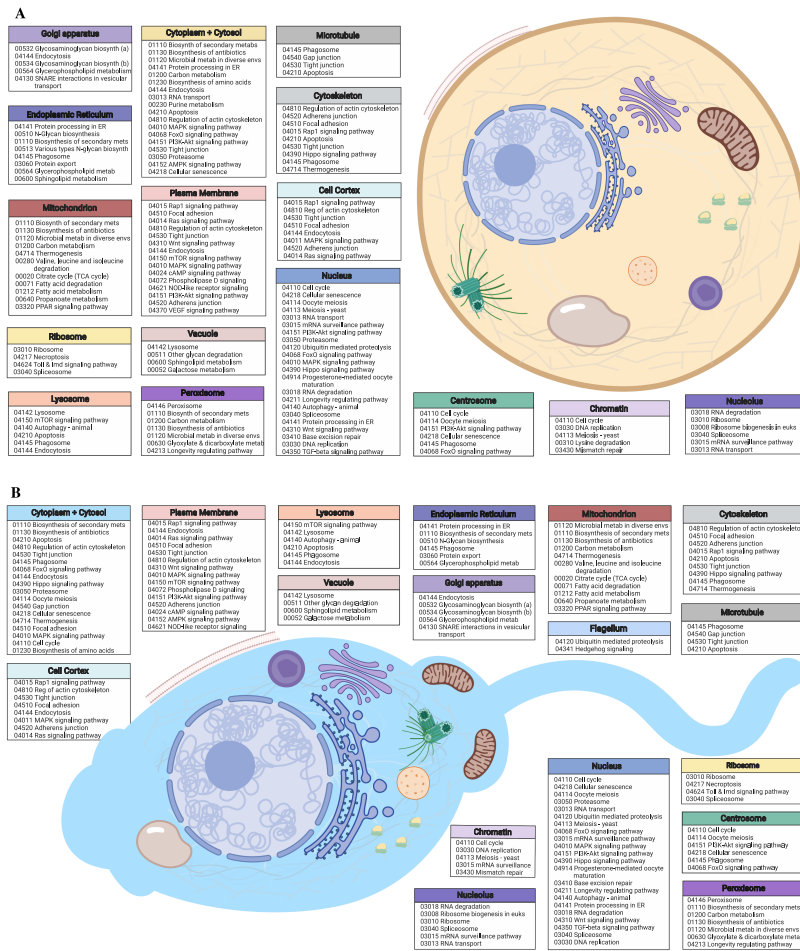 A
Golgi apparatus
00532 Glycosaminoglycan biosynth (a)
04144 Endocytosis
00534 Glycosaminoglycan biosynth (b)
00564 Glycerophospholipid metabolism
04130 SNARE interactions in vesicular
transport
Endoplasmic Reticulum
04141 Protein processing in ER
00510 N-Glycan biosynthesis
01110 Biosynthesis of secondary mets
00513 Various types N-glycan biosynth
04145 Phagosome
03060 Protein export
00564 Glycerophospholipid metab
00600 Sphingolipid metabolism
Mitochondrion
01110 Biosynth of secondary mets
01130 Biosynthesis of antibiotics
01120 Microbial metab in diverse envs
01200 Carbon metabolism
04714 Thermogenesis
00280 Valine, leucine and isoleucine
degradation
00020 Citrate cycle (TCA cycle)
00071 Fatty acid degradation
01212 Fatty acid metabolism
00640 Propanoate metabolism
03320 PPAR signaling pathway
Ribosome
03010 Ribosome
04217 Necroptosis
04624 Toll & Imd signaling pathway
03040 Spliceosome
Lysosome
04142 Lysosome
04150 mTOR signaling pathway
04140 Autophagy - animal
04210 Apoptosis
04145 Phagosome
04144 Endocytosis
Cytoplasm + Cytosol
01110 Biosynth of secondary metabs
01130 Biosynthesis of antibiotics
01120 Microbial metab in diverse envs
04141 Protein processing in ER
01200 Carbon metabolism
01230 Biosynthesis of amino acids
04144 Endocytosis
03013 RNA transport
00230 Purine metabolism
04210 Apoptosis
04810 Regulation of actin cytoskeleton
04010 MAPK signaling pathway
04068 FoxO signaling pathway
04151 PI3K-Akt signaling pathway
04530 Tight junction
03050 Proteasome
04152 AMPK signaling pathway
04218 Cellular senescence
Plasma Membrane
04015 Rap1 signaling pathway
04510 Focal adhesion
04014 Ras signaling pathway
04810 Regulation of actin cytoskeleton
04530 Tight junction
04310 Wnt signaling pathway
04144 Endocytosis
04150 mTOR signaling pathway
04010 MAPK signaling pathway
04024 cAMP signaling pathway
04072 Phospholipase D signaling
04621 NOD-like receptor signaling
04151 PI3K-Akt signaling pathway
04520 Adherens junction
04370 VEGF signaling pathway
Vacuole
04142 Lysosome
00511 Other glycan degradation
00600 Sphingolipid metabolism
00052 Galactose metabolism
Peroxisome
04146 Peroxisome
01110 Biosynth of secondary mets
01200 Carbon metabolism
01130 Biosynthesis of antibiotics
01120 Microbial metab in diverse envs
00630 Glyoxylate & dicarboxylate metab
04213 Longevity regulating pathway
Microtubule
04145 Phagosome
04540 Gap junction
04530 Tight junction
04210 Apoptosis
Cytoskeleton
04810 Regulation of actin cytoskeleton
04520 Adherens junction
04510 Focal adhesion
04015 Rap1 signaling pathway
04210 Apoptosis
04530 Tight junction
04390 Hippo signaling pathway
04145 Phagosome
04714 Thermogenesis
Cell Cortex
04015 Rap1 signaling pathway
04810 Reg of actin cytoskeleton
04530 Tight junction
04510 Focal adhesion
04144 Endocytosis
04011 MAPK signaling pathway
04520 Adherens junction
04014 Ras signaling pathway
Nucleus
04110 Cell cycle
04218 Cellular senescence
04114 Oocyte meiosis
04113 Meiosis - yeast
03013 RNA transport
03015 mRNA surveillance pathway
04151 PI3K-Akt signaling pathway
03050 Proteasome
04120 Ubiquitin mediated proteolysis
04068 FoxO signaling pathway
04010 MAPK signaling pathway
04390 Hippo signaling pathway
04914 Progesterone-mediated oocyte
maturation
03018 RNA degradation
04211 Longevity regulating pathway
04140 Autophagy - animal
03040 Spliceosome
04141 Protein processing in ER
04310 Wnt signaling pathway
03410 Base excision repair
03030 DNA replication
04350 TGF-beta signaling pathway
Centrosome
04110 Cell cycle
04114 Oocyte meiosis
04151 PI3K-Akt signaling pathway
04218 Cellular senescence
04145 Phagosome
04068 FoxO signaling pathway
Chromatin
04110 Cell cycle
03030 DNA replication
04113 Meiosis - yeast
00310 Lysine degradation
03430 Mismatch repair
Nucleolus
03018 RNA degradation
03010 Ribosome
03008 Ribosome biogenesis in euks
03040 Spliceosome
03015 mRNA surveillance pathway
03013 RNA transport
B
Cytoplasm + Cytosol
01110 Biosynthesis of secondary mets
01130 Biosynthesis of antibiotics
04210 Apoptosis
04810 Regulation of actin cytoskeleton
04530 Tight junction
04145 Phagosome
04068 FoxO signaling pathway
04144 Endocytosis
04390 Hippo signaling pathway
03050 Proteasome
04114 Oocyte meiosis
04540 Gap junction
04218 Cellular senescence
04714 Thermogenesis
04510 Focal adhesion
04010 MAPK signaling pathway
04110 Cell cycle
01230 Biosynthesis of amino acids
Cell Cortex
04015 Rap1 signaling pathway
04810 Reg of actin cytoskeleton
04530 Tight junction
04510 Focal adhesion
04144 Endocytosis
04011 MAPK signaling pathway
04520 Adherens junction
04014 Ras signaling pathway
Plasma Membrane
04015 Rap1 signaling pathway
04144 Endocytosis
04014 Ras signaling pathway
04510 Focal adhesion
04530 Tight junction
04810 Regulation of actin cytoskeleton
04310 Wnt signaling pathway
04010 MAPK signaling pathway
04150 mTOR signaling pathway
04072 Phospholipase D signaling
04151 PI3K-Akt signaling pathway
04520 Adherens junction
04024 cAMP signaling pathway
04152 AMPK signaling pathway
04621 NOD-like receptor signaling
Lysosome
04150 mTOR signaling pathway
04142 Lysosome
04140 Autophagy - animal
04210 Apoptosis
04145 Phagosome
04144 Endocytosis
Vacuole
04142 Lysosome
00511 Other glycan degradation
00600 Sphingolipid metabolism
00052 Galactose metabolism
Endoplasmic Reticulum
04141 Protein processing in ER
01110 Biosynthesis of secondary mets
00510 N-Glycan biosynthesis
04145 Phagosome
03060 Protein export
00564 Glycerophospholipid metab
Golgi apparatus
04144 Endocytosis
00532 Glycosaminoglycan biosynth (a)
00534 Glycosaminoglycan biosynth (b)
00564 Glycerophospholipid metab
04130 SNARE interactions in vesicular
transport
Mitochondrion
01120 Microbial metab in diverse envs
01110 Biosynthesis of secondary mets
01130 Biosynthesis of antibiotics
01200 Carbon metabolism
04714 Thermogenesis
00280 Valine, leucine and isoleucine
degradation
00020 Citrate cycle (TCA cycle)
00071 Fatty acid degradation
01212 Fatty acid metabolism
00640 Propanoate metabolism
03320 PPAR signaling pathway
Flagellum
04120 Ubiquitin mediated proteolysis
04341 Hedgehog signaling
Cytoskeleton
04810 Regulation of actin cytoskeleton
04510 Focal adhesion
04520 Adherens junction
04015 Rap1 signaling pathway
04210 Apoptosis
04530 Tight junction
04390 Hippo signaling pathway
04145 Phagosome
04714 Thermogenesis
Microtubule
04145 Phagosome
04540 Gap junction
04530 Tight junction
04210 Apoptosis
Chromatin
04110 Cell cycle
03030 DNA replication
04113 Meiosis - yeast
03015 mRNA surveillance
03430 Mismatch repair
Nucleolus
03018 RNA degradation
03008 Ribosome biogenesis in euks
03010 Ribosome
03040 Spliceosome
03015 mRNA surveillance pathway
03013 RNA transport
Nucleus
04110 Cell cycle
04218 Cellular senescence
04114 Oocyte meiosis
03050 Proteasome
03013 RNA transport
04120 Ubiquitin mediated proteolysis
04113 Meiosis - yeast
04068 FoxO signaling pathway
03015 mRNA surveillance pathway
04010 MAPK signaling pathway
04151 PI3K-Akt signaling pathway
04390 Hippo signaling pathway
04914 Progesterone-mediated oocyte
maturation
03410 Base excision repair
04211 Longevity regulating pathway
04140 Autophagy - animal
04141 Protein processing in ER
03018 RNA degradation
04310 Wnt signaling pathway
04350 TGF-beta signaling pathway
03040 Spliceosome
03030 DNA replication
Ribosome
03010 Ribosome
04217 Necroptosis
04624 Toll & Imd signaling pathway
03040 Spliceosome
Centrosome
04110 Cell cycle
04114 Oocyte meiosis
04151 PI3K-Akt signaling pathway
04218 Cellular senescence
04145 Phagosome
04068 FoxO signaling pathway
Peroxisome
04146 Peroxisome
01110 Biosynthesis of secondary mets
01200 Carbon metabolism
01130 Biosynthesis of antibiotics
01120 Microbial metab in diverse envs
00630 Glyoxylate & dicarboxylate metab
04213 Longevity regulating pathway